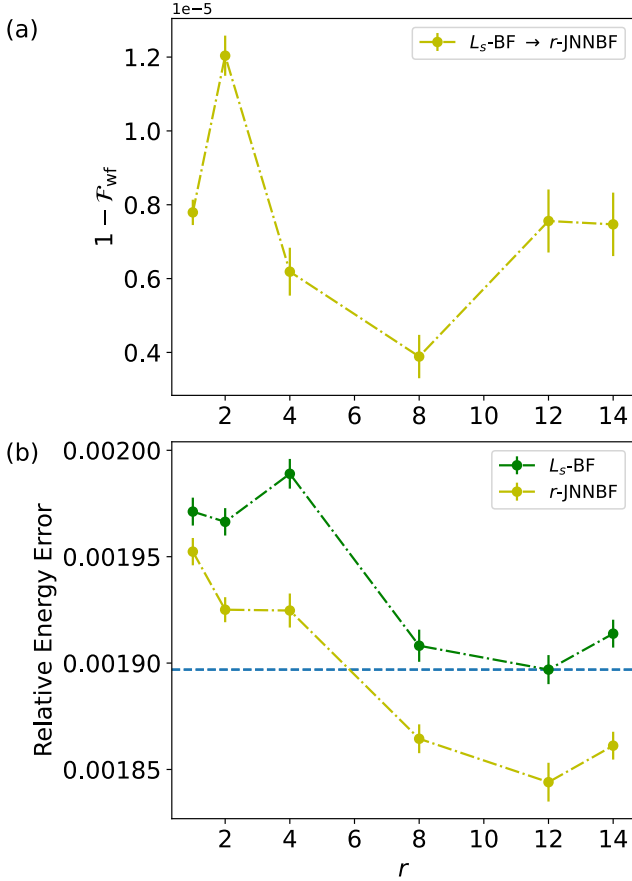 (a)
1e−5
L_s-BF → r-JNNBF
1.2
1.0
0.8
0.6
0.4
1 − 𝓕_wf
2 4 6 8 10 12 14
(b)
L_s-BF
r-JNNBF
0.00200
0.00195
0.00190
0.00185
Relative Energy Error
2 4 6 8 10 12 14
r